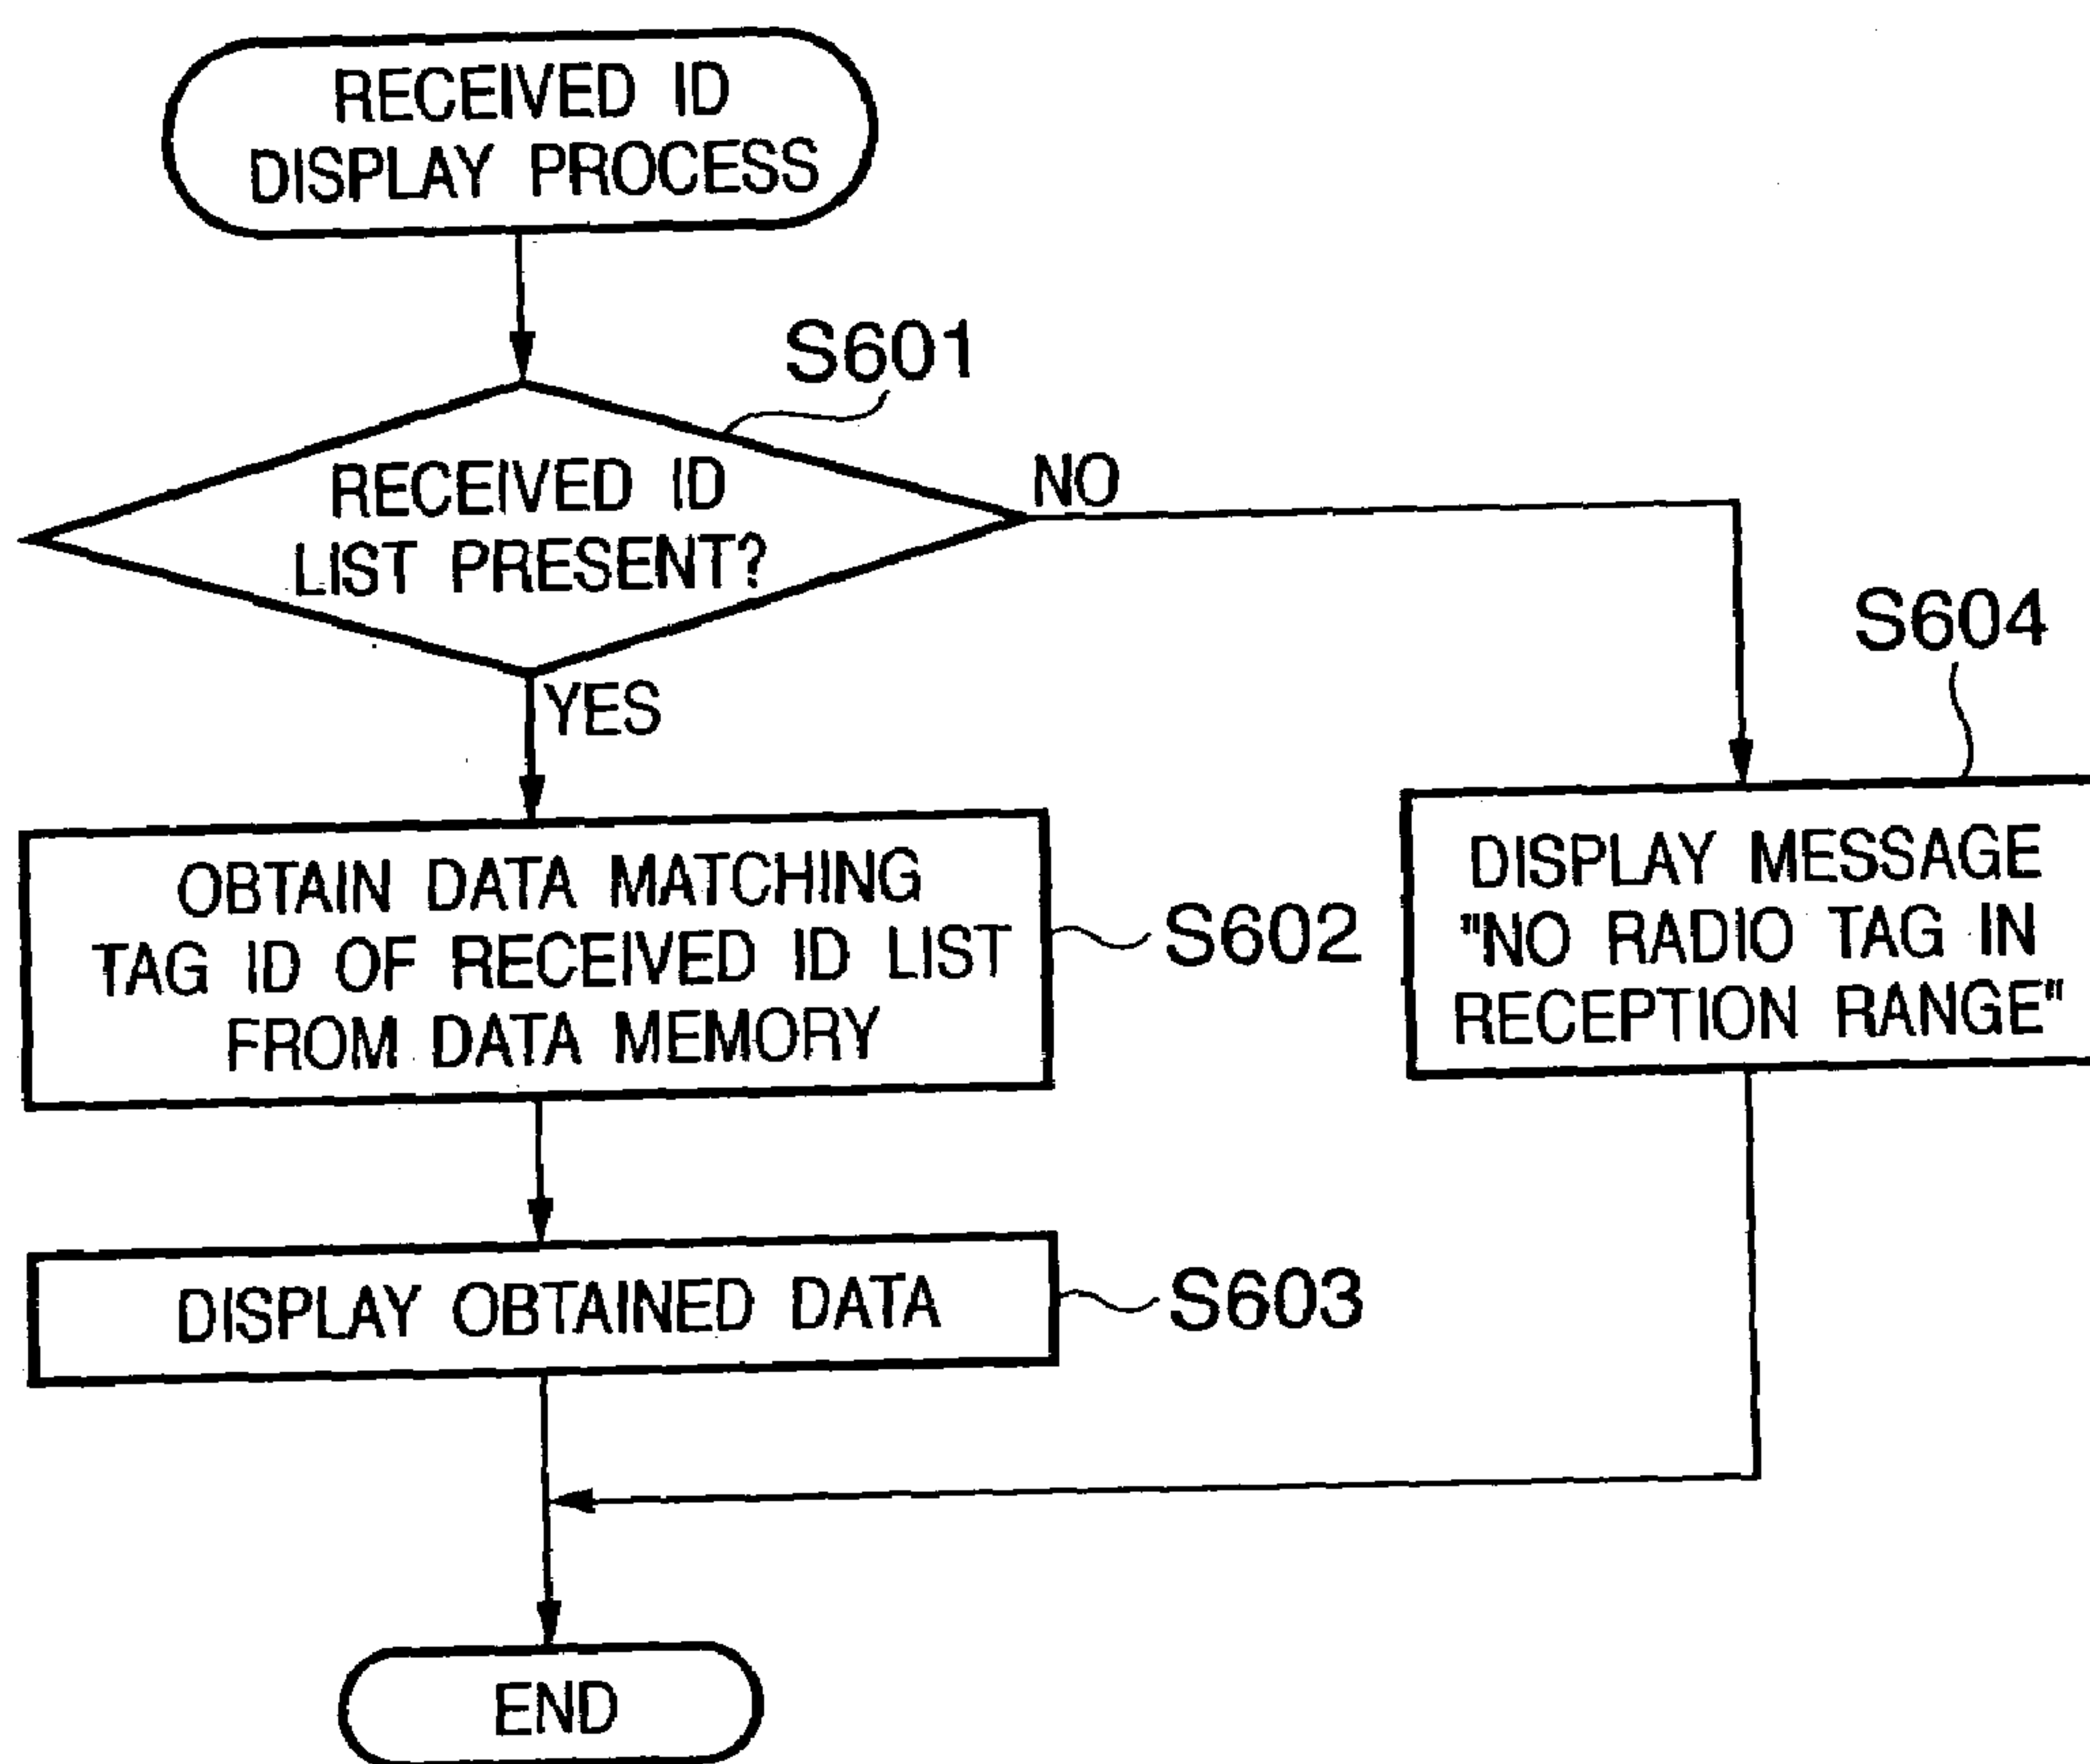 RECEIVED ID
DISPLAY PROCESS
S601
RECEIVED ID
LIST PRESENT?
NO
YES
S604
OBTAIN DATA MATCHING
TAG ID OF RECEIVED ID LIST
FROM DATA MEMORY
S602
DISPLAY MESSAGE
"NO RADIO TAG IN
RECEPTION RANGE"
DISPLAY OBTAINED DATA
S603
END